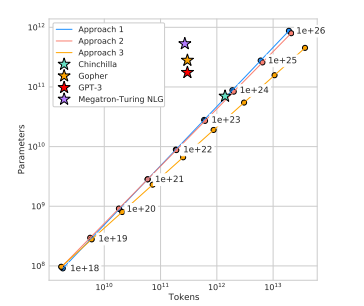 Approach 1
Approach 2
Approach 3
Chinchilla
Gopher
GPT-3
Megatron-Turing NLG
10¹²
10¹¹
10¹⁰
10⁹
10⁸
Parameters
1e+26
1e+25
1e+24
1e+23
1e+22
1e+21
1e+20
1e+19
1e+18
10¹⁰
10¹¹
10¹²
10¹³
Tokens